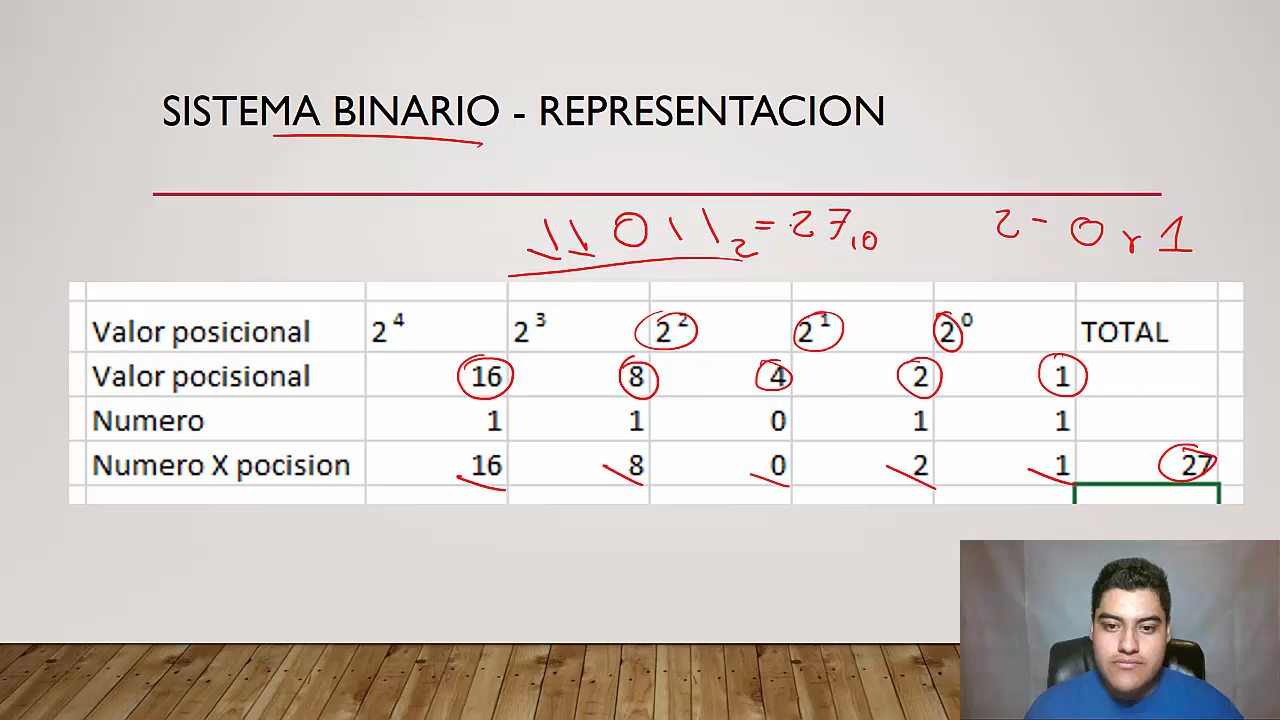 SISTEMA BINARIO - REPRESENTACION
11011₂ = 27₁₀ 2 - 0 y 1
Valor posicional 2⁴ 2³ 2² 2¹ 2⁰ TOTAL
Valor pocisional 16 8 4 2 1
Numero 1 1 0 1 1
Numero X pocision 16 8 0 2 1 27